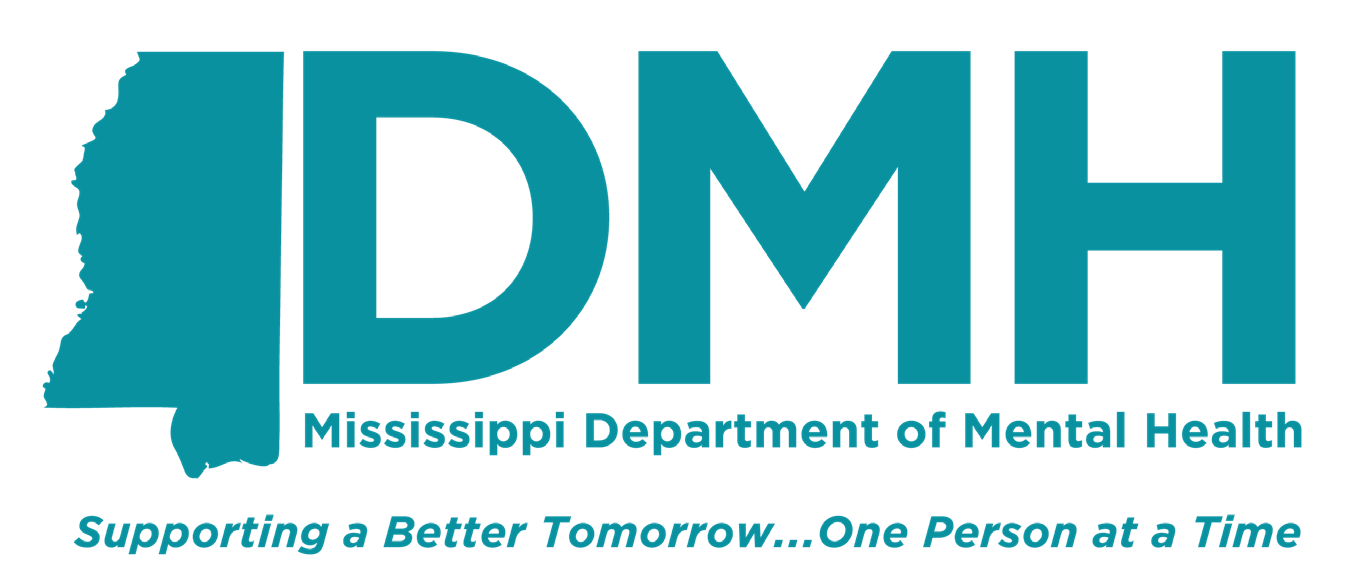 DMH
Mississippi Department of Mental Health
Supporting a Better Tomorrow...One Person at a Time